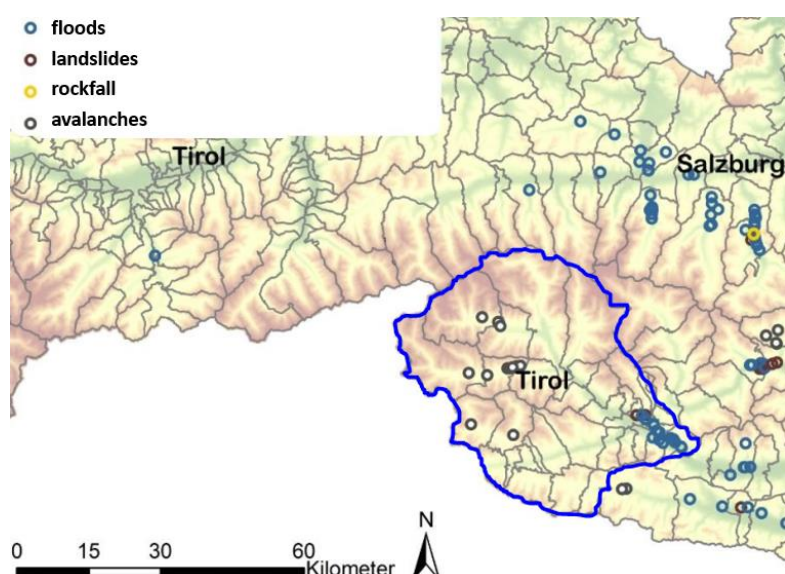 floods
landslides
rockfall
avalanches
Tirol
Salzburg
Tirol
N
0 15 30 60
Kilometer